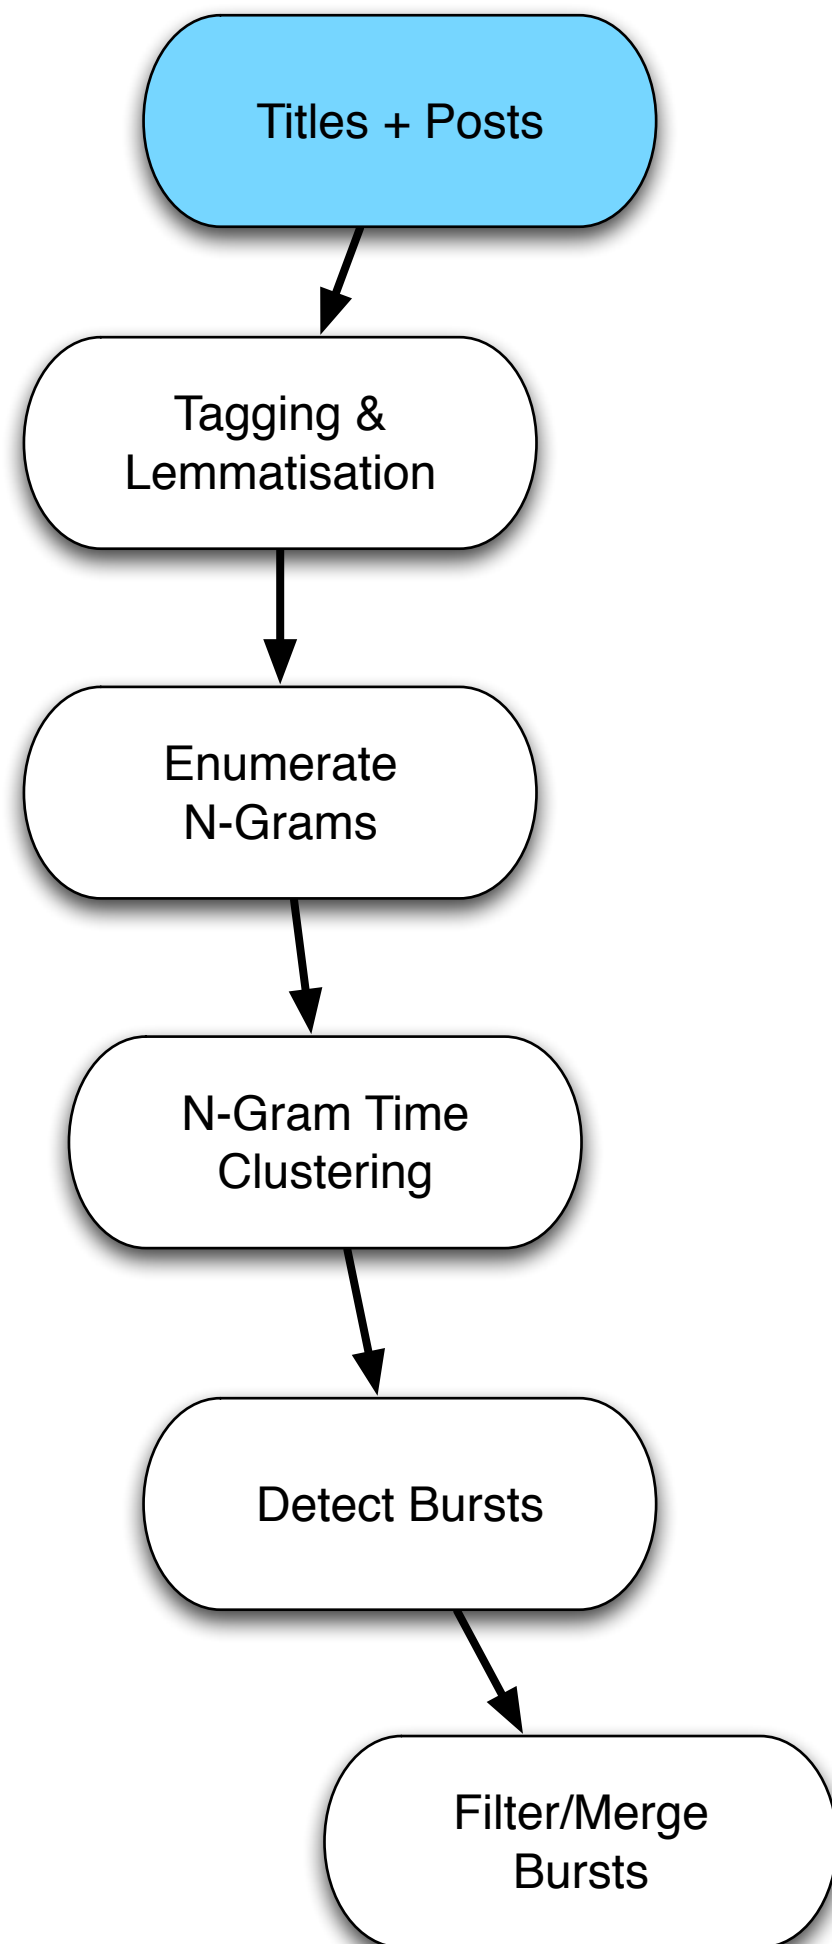 Titles + Posts
Tagging &
Lemmatisation
Enumerate
N-Grams
N-Gram Time
Clustering
Detect Bursts
Filter/Merge
Bursts